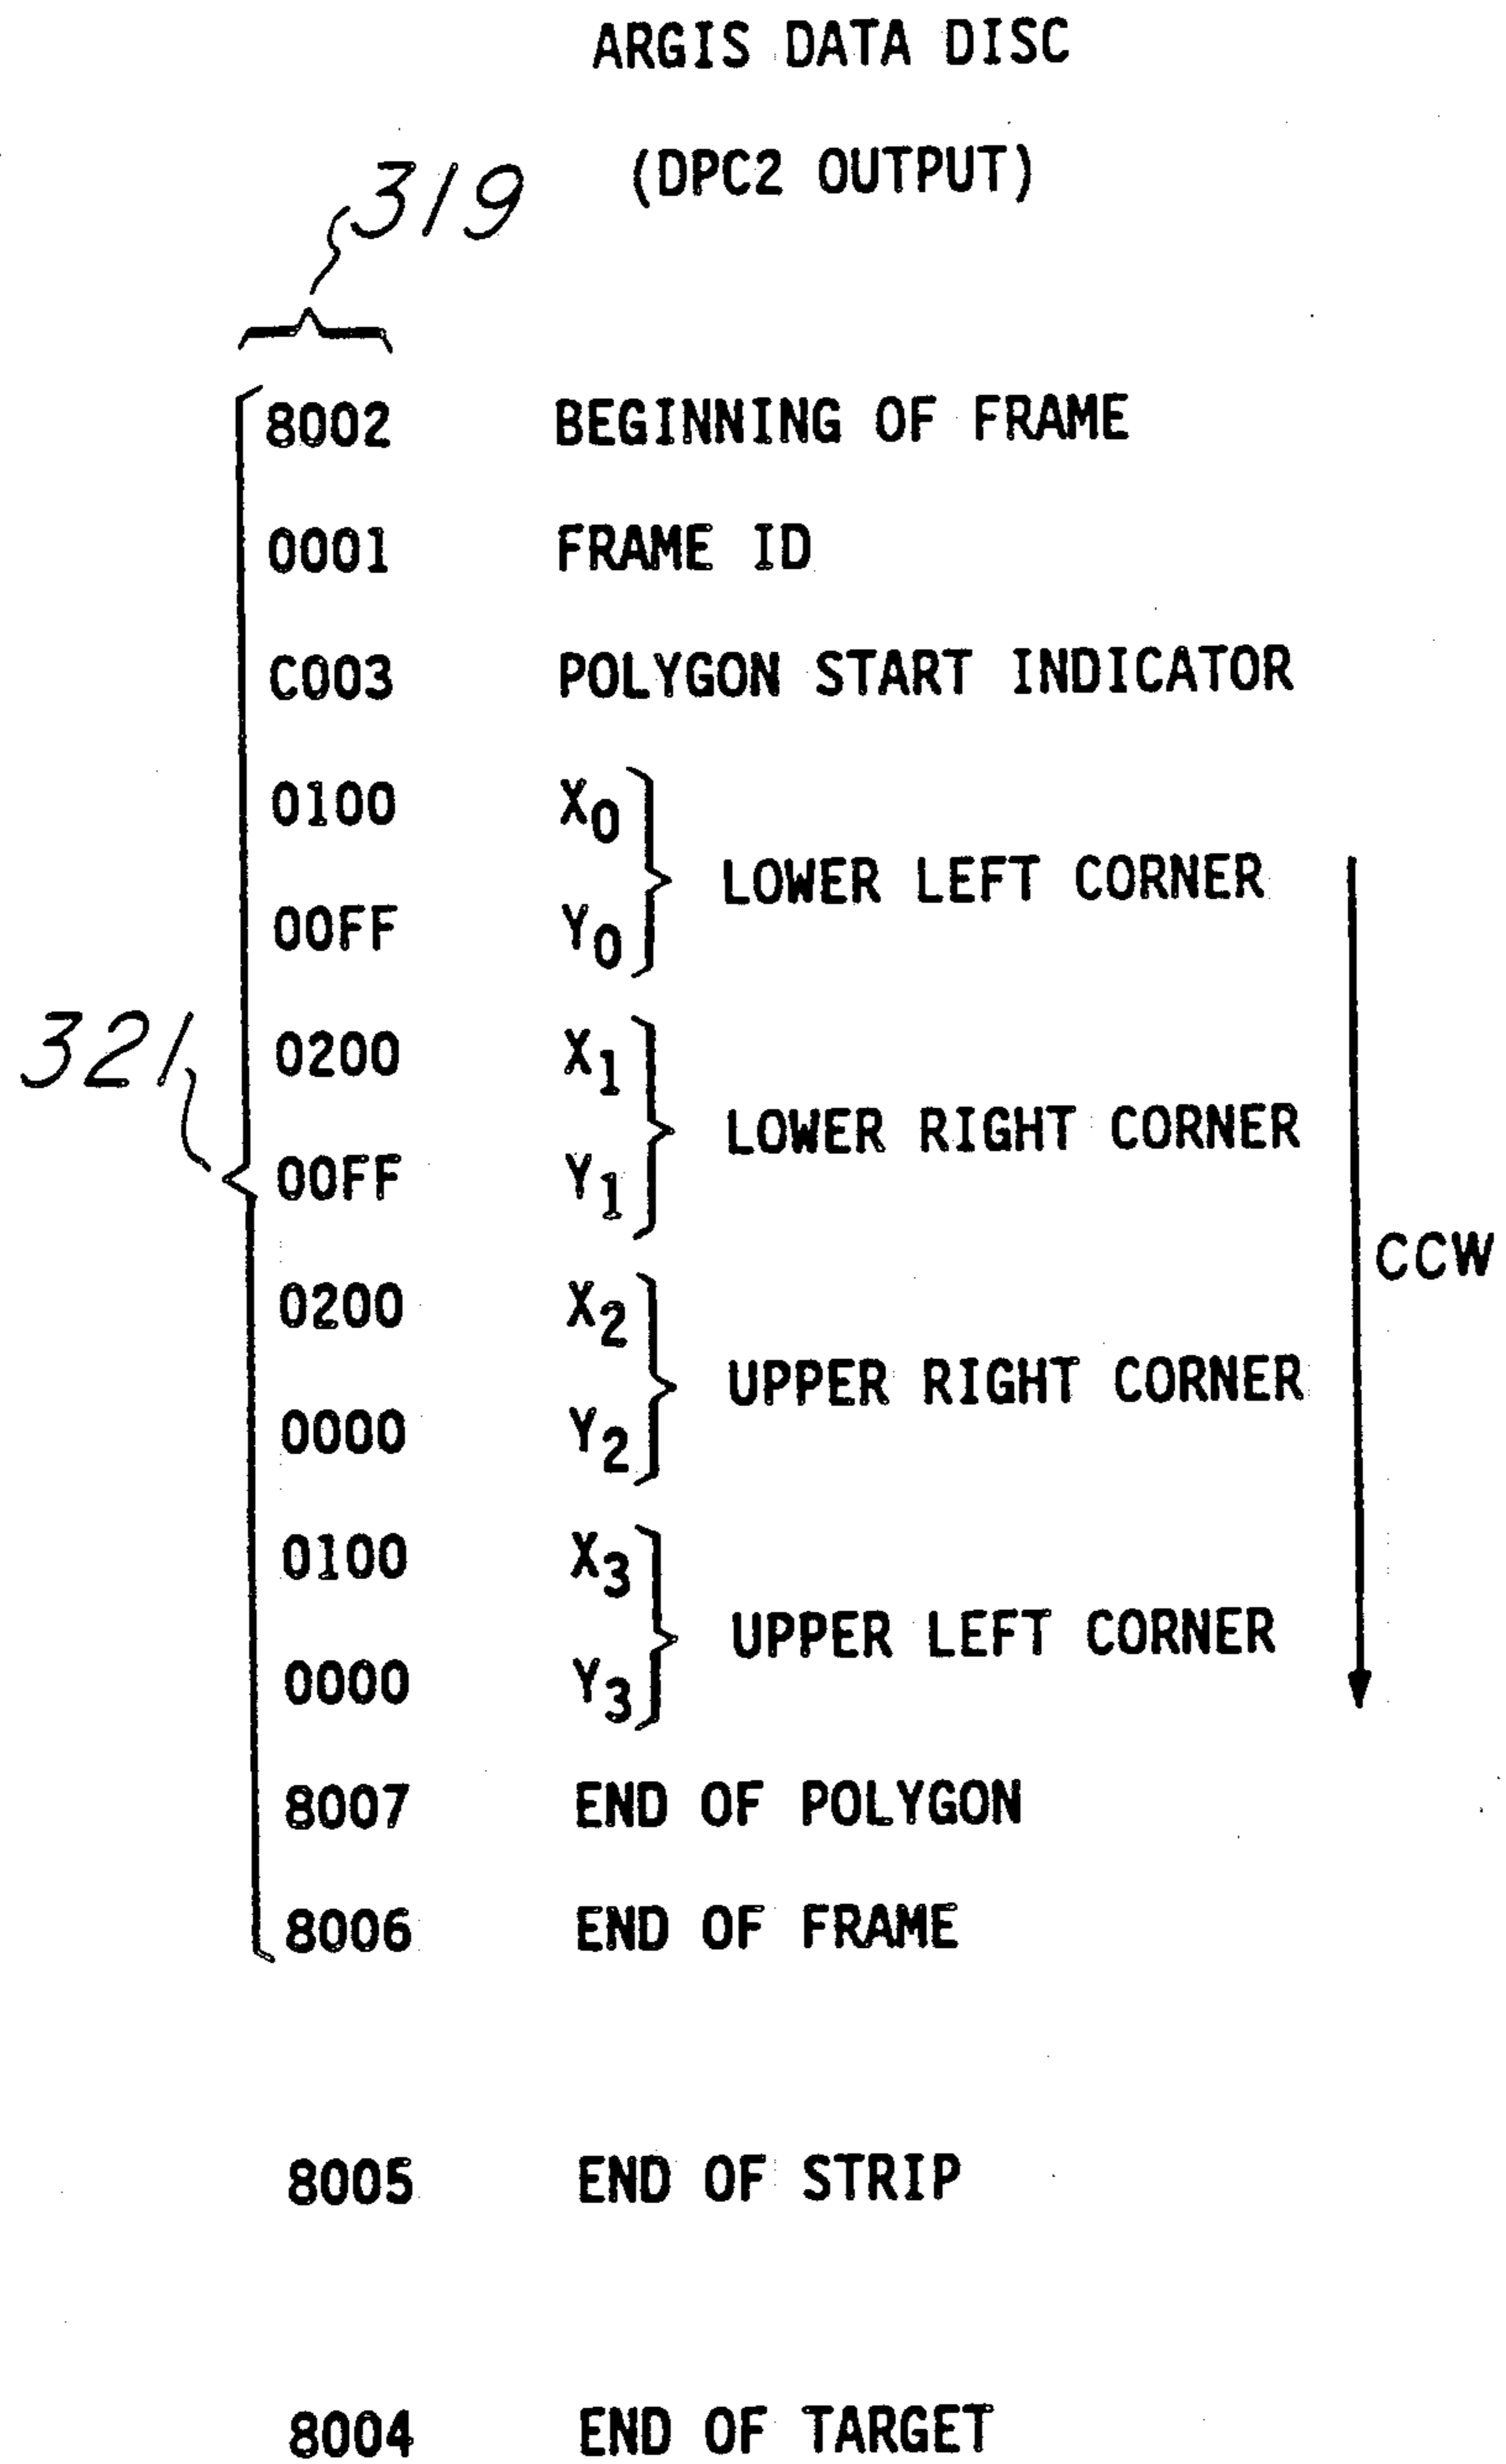 ARGIS DATA DISC
(DPC2 OUTPUT)
319
8002 BEGINNING OF FRAME
0001 FRAME ID
C003 POLYGON START INDICATOR
0100 X0
LOWER LEFT CORNER
00FF Y0
321
0200 X1
LOWER RIGHT CORNER
00FF Y1
CCW
0200 X2
UPPER RIGHT CORNER
0000 Y2
0100 X3
UPPER LEFT CORNER
0000 Y3
8007 END OF POLYGON
8006 END OF FRAME
8005 END OF STRIP
8004 END OF TARGET